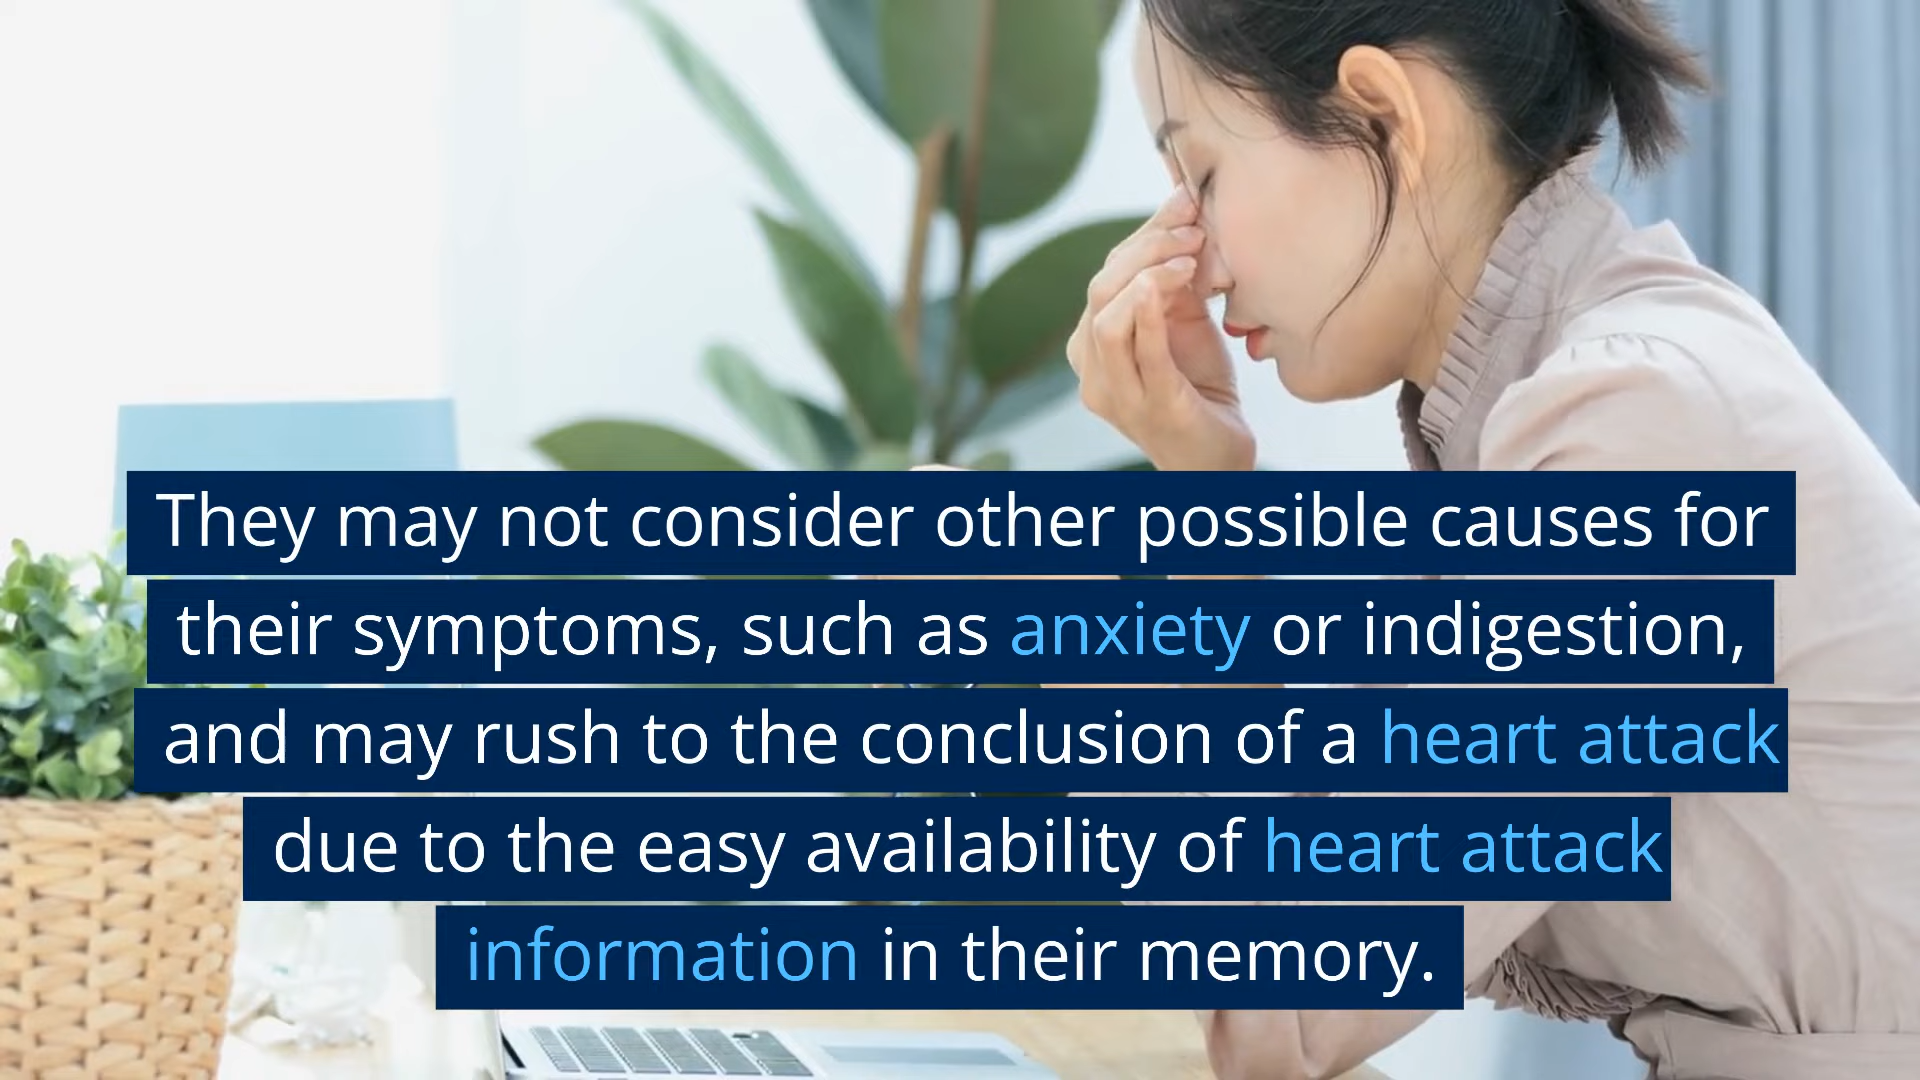 They may not consider other possible causes for
their symptoms, such as anxiety or indigestion,
and may rush to the conclusion of a heart attack
due to the easy availability of heart attack
information in their memory.